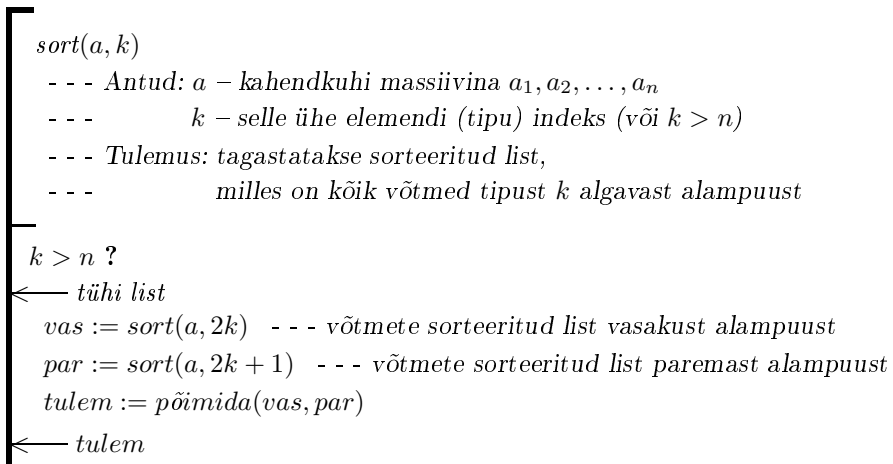 sort(a, k)
- - - Antud: a – kahendkuhi massiivina a₁, a₂, . . . , aₙ
- - - k – selle ühe elemendi (tipu) indeks (või k > n)
- - - Tulemus: tagastatakse sorteeritud list,
- - - milles on kõik võtmed tipust k algavast alampuust
k > n ?
tühi list
vas := sort(a, 2k) - - - võtmete sorteeritud list vasakust alampuust
par := sort(a, 2k + 1) - - - võtmete sorteeritud list paremast alampuust
tulem := põimida(vas, par)
tulem